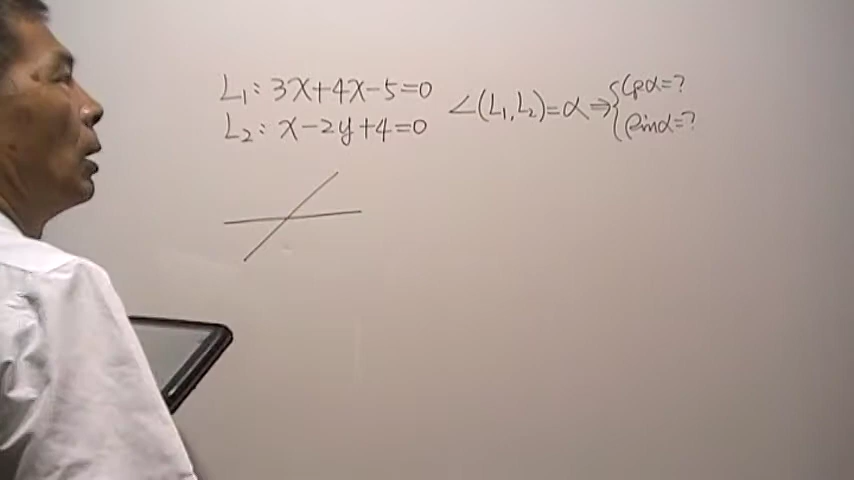 L₁: 3x+4x-5=0
L₂: x-2y+4=0
∠(L₁,L₂)=α⇒{cosα=?
sinα=?